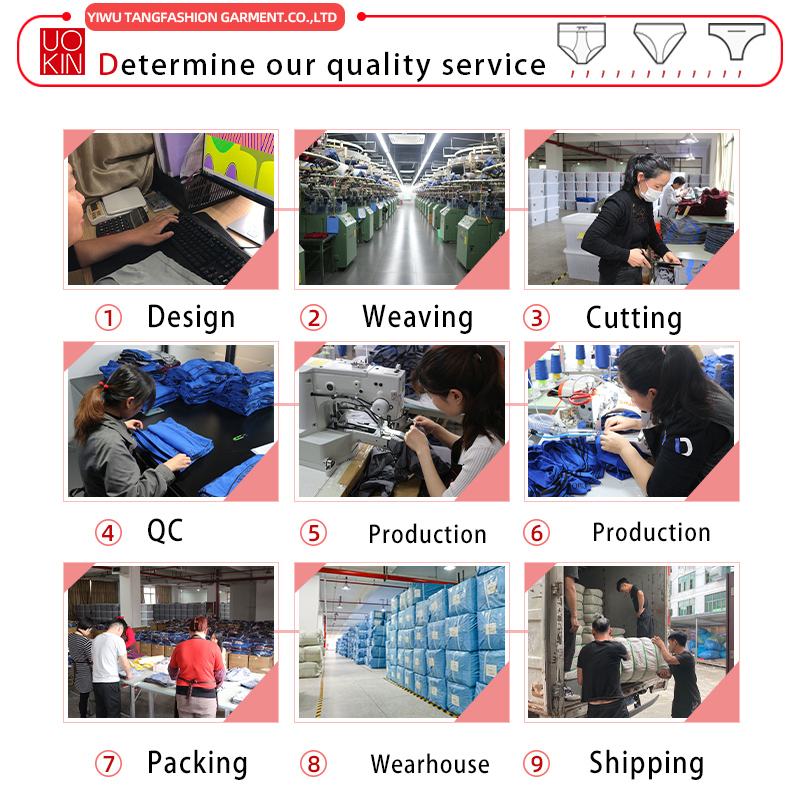 YIWU TANGFASHION GARMENT.CO.,LTD
UO
KIN
Determine our quality service
① Design
② Weaving
③ Cutting
④ QC
⑤ Production
⑥ Production
⑦ Packing
⑧ Wearhouse
⑨ Shipping